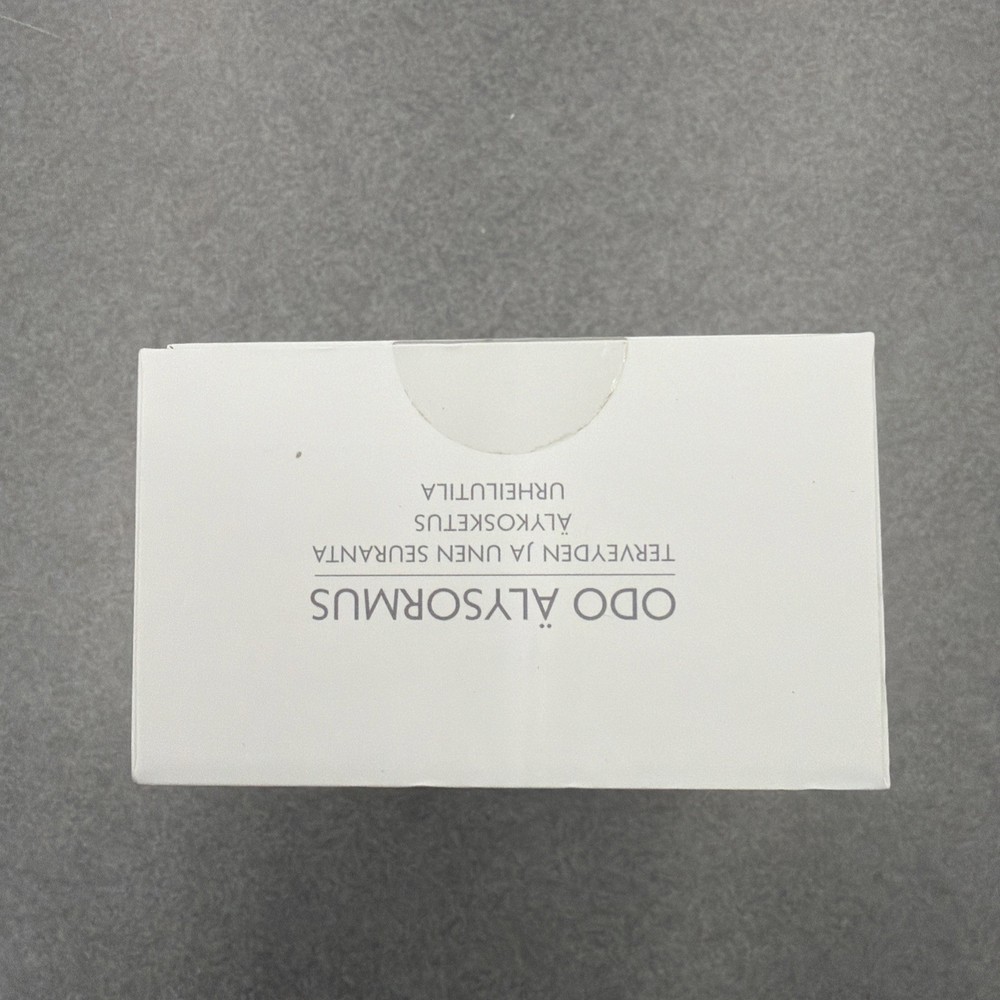 ODO ÄLYSORMUS
TERVEYDEN JA UNEN SEURANTA
ÄLYKOSKETUS
URHEILUTILA